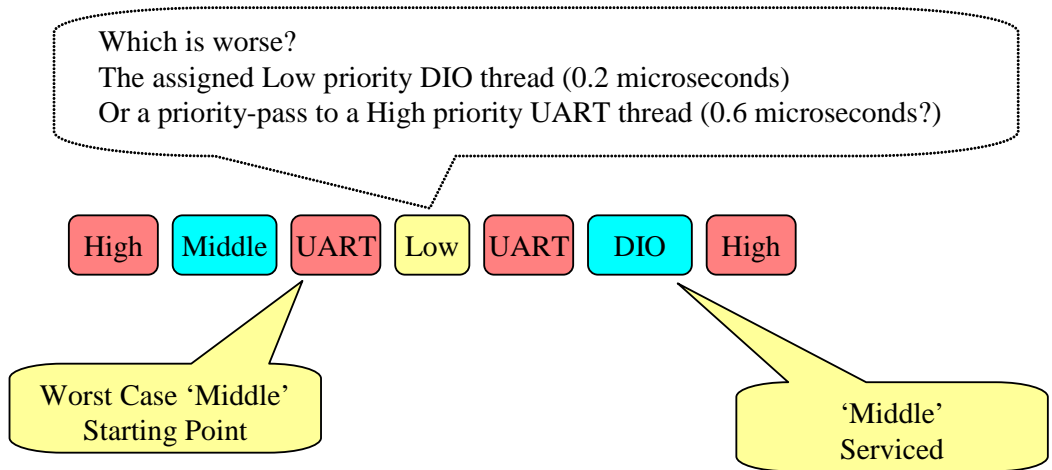 Which is worse?
The assigned Low priority DIO thread (0.2 microseconds)
Or a priority-pass to a High priority UART thread (0.6 microseconds?)
High Middle UART Low UART DIO High
Worst Case ‘Middle’
Starting Point
‘Middle’
Serviced